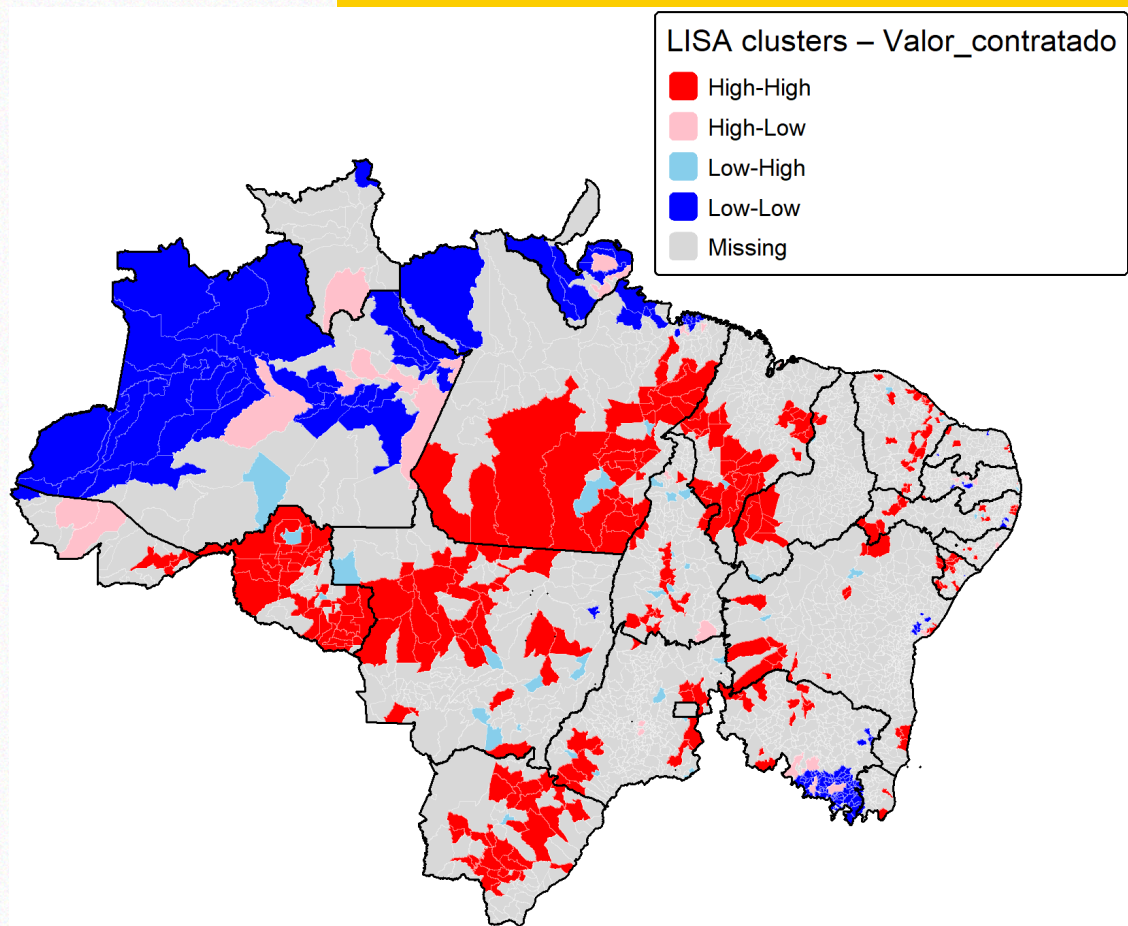 LISA clusters – Valor_contratado
High-High
High-Low
Low-High
Low-Low
Missing